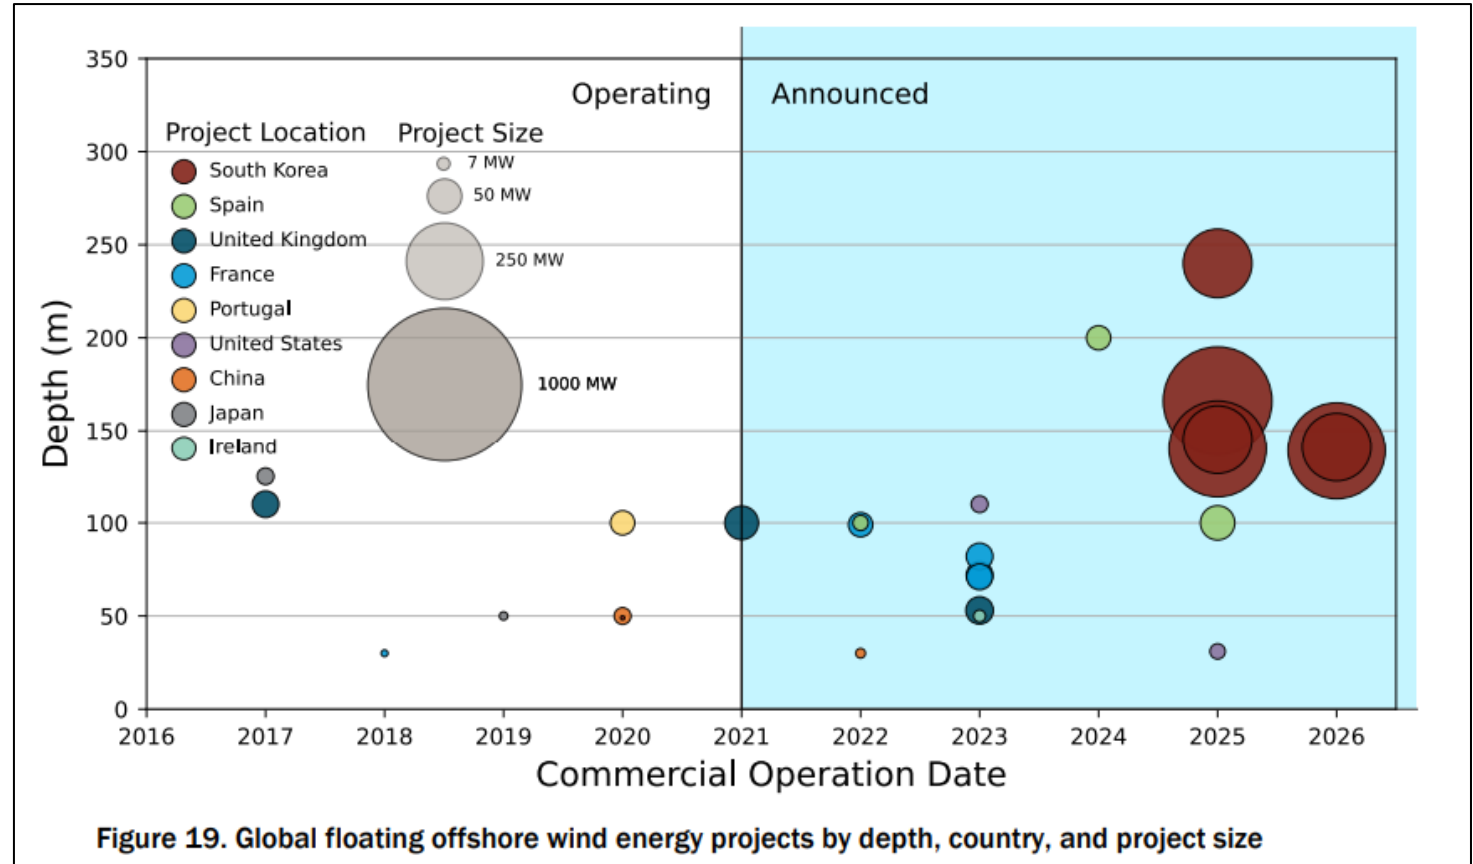 350
300
250
200
150
100
50
0
Depth (m)
Operating
Announced
Project Location
South Korea
Spain
United Kingdom
France
Portugal
United States
China
Japan
Ireland
Project Size
7 MW
50 MW
250 MW
1000 MW
2016 2017 2018 2019 2020 2021 2022 2023 2024 2025 2026
Commercial Operation Date
Figure 19. Global floating offshore wind energy projects by depth, country, and project size